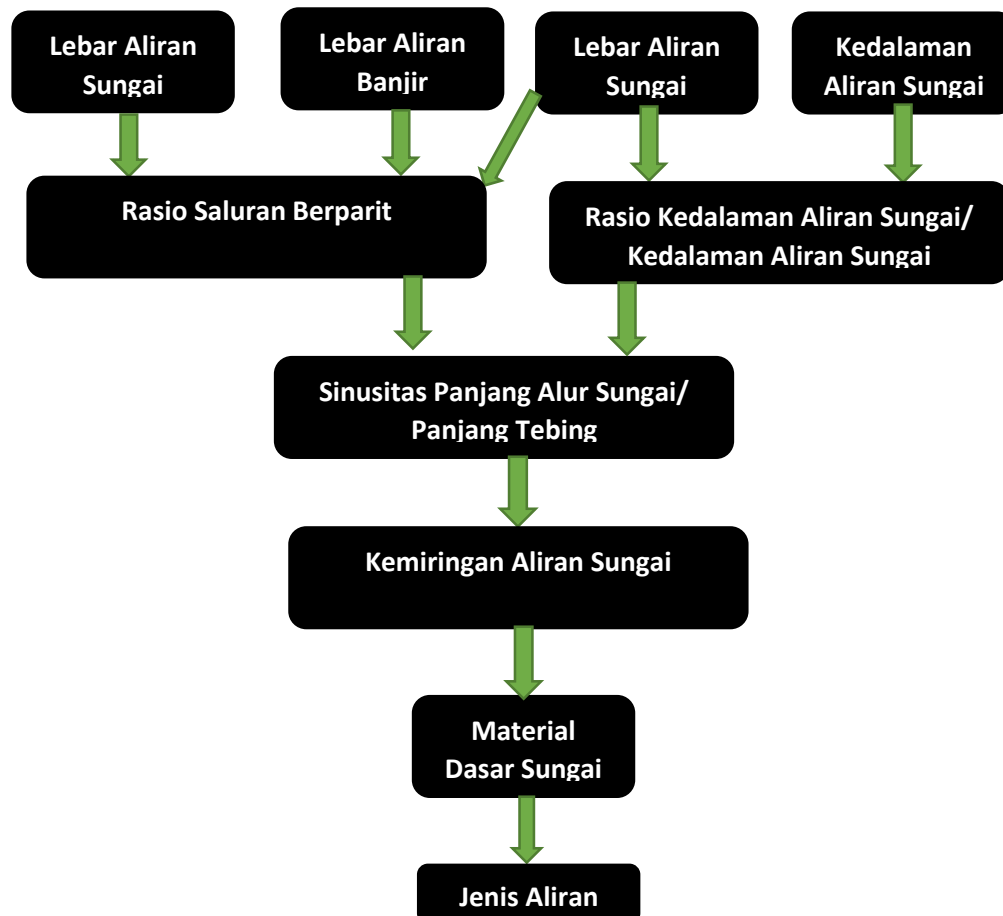 Lebar Aliran
Sungai
Lebar Aliran
Banjir
Lebar Aliran
Sungai
Kedalaman
Aliran Sungai
Rasio Saluran Berparit
Rasio Kedalaman Aliran Sungai/
Kedalaman Aliran Sungai
Sinusitas Panjang Alur Sungai/
Panjang Tebing
Kemiringan Aliran Sungai
Material
Dasar Sungai
Jenis Aliran